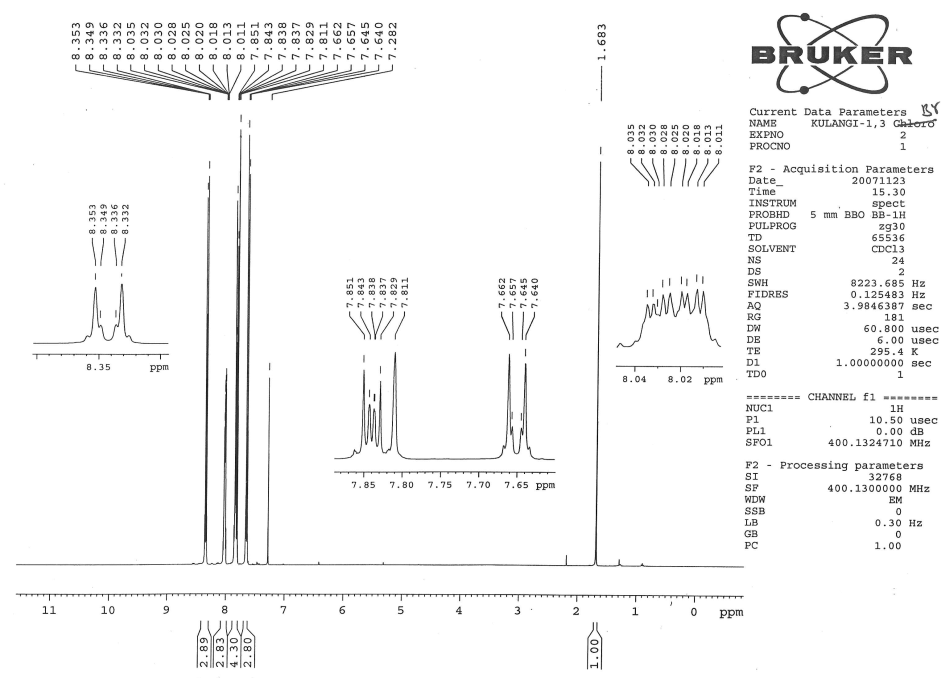 8.353
8.349
8.336
8.332
8.035
8.032
8.030
8.028
8.025
8.020
8.018
8.013
8.011
7.851
7.843
7.838
7.837
7.829
7.811
7.662
7.657
7.645
7.640
7.282
1.683
BRUKER
Current Data Parameters Br
NAME KULANGI-1,3 Chloro
EXPNO 2
PROCNO 1
F2 - Acquisition Parameters
Date_ 20071123
Time 15.30
INSTRUM spect
PROBHD 5 mm BBO BB-1H
PULPROG zg30
TD 65536
SOLVENT CDCl3
NS 24
DS 2
SWH 8223.685 Hz
FIDRES 0.125483 Hz
AQ 3.9846387 sec
RG 181
DW 60.800 usec
DE 6.00 usec
TE 295.4 K
D1 1.00000000 sec
TD0 1
======== CHANNEL f1 ========
NUC1 1H
P1 10.50 usec
PL1 0.00 dB
SFO1 400.1324710 MHz
F2 - Processing parameters
SI 32768
SF 400.1300000 MHz
WDW EM
SSB 0
LB 0.30 Hz
GB 0
PC 1.00
8.353
8.349
8.336
8.332
8.35 ppm
7.851
7.843
7.838
7.837
7.829
7.811
7.662
7.657
7.645
7.640
7.85 7.80 7.75 7.70 7.65 ppm
8.035
8.032
8.030
8.028
8.025
8.020
8.018
8.013
8.011
8.04 8.02 ppm
11 10 9 8 7 6 5 4 3 2 1 0 ppm
2.89
2.83
4.30
2.80
1.00